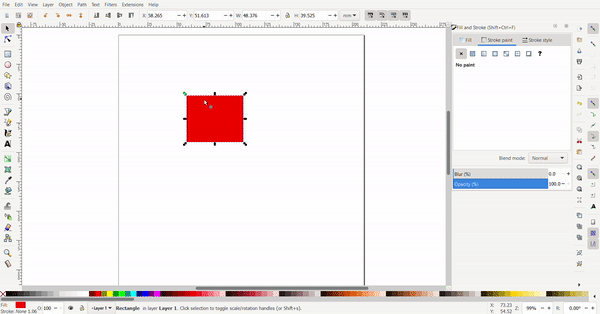 File Edit View Layer Object Path Text Filters Extensions Help
X: 58.265 Y: 51.613 W: 48.376 H: 39.525 mm
Fill and Stroke (Shift+Ctrl+F)
Fill Stroke paint Stroke style
?
No paint
Blend mode: Normal
Blur (%) 0.0
Opacity (%) 100.0
Fill: O: 100 Layer 1 Rectangle in layer Layer 1. Click selection to toggle scale/rotation handles (or Shift+s). X: 73.23 99% R: 0.00°
Stroke: None 1.06 Y: 54.52